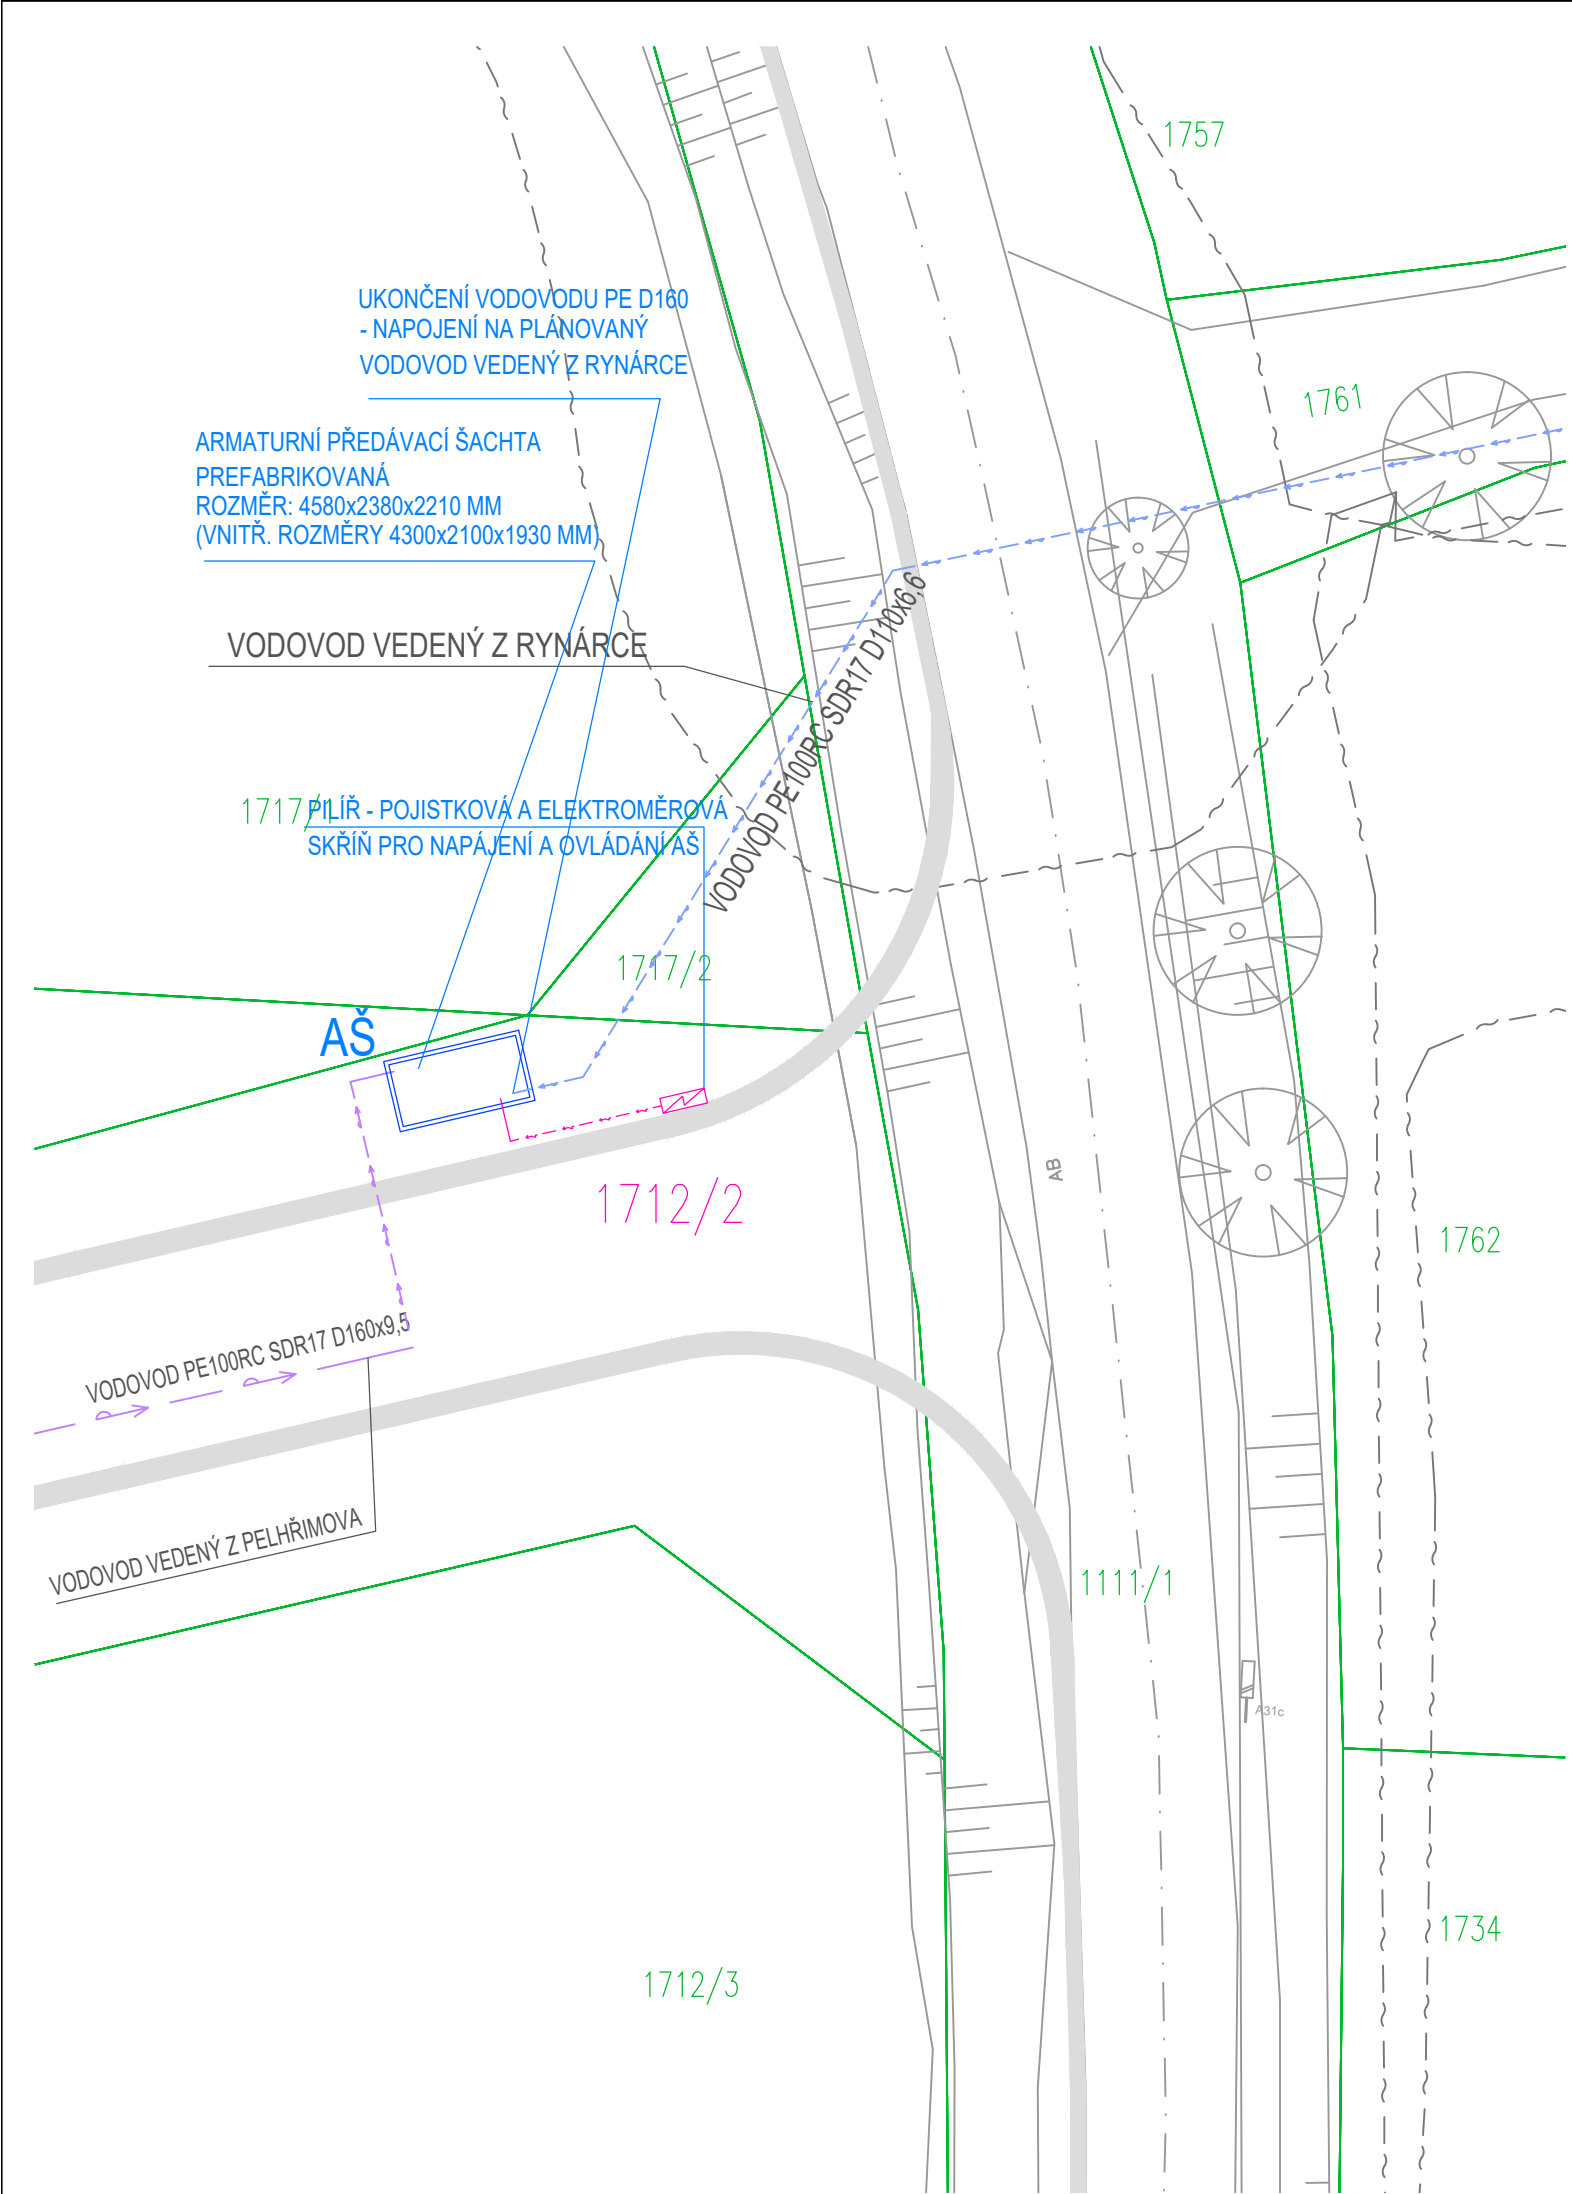 1757
UKONČENÍ VODOVODU PE D160
- NAPOJENÍ NA PLÁNOVANÝ
VODOVOD VEDENÝ Z RYNÁRCE
1761
ARMATURNÍ PŘEDÁVACÍ ŠACHTA
PREFABRIKOVANÁ
ROZMĚR: 4580x2380x2210 MM
(VNITŘ. ROZMĚRY 4300x2100x1930 MM)
VODOVOD VEDENÝ Z RYNÁRCE
VODOVOD PE100RC SDR17 D110x6,6
1717/1
PILÍŘ - POJISTKOVÁ A ELEKTROMĚROVÁ
SKŘÍŇ PRO NAPÁJENÍ A OVLÁDÁNÍ AŠ
1717/2
AŠ
AB
1712/2
1762
VODOVOD PE100RC SDR17 D160x9,5
VODOVOD VEDENÝ Z PELHŘIMOVA
1111/1
A31c
1734
1712/3